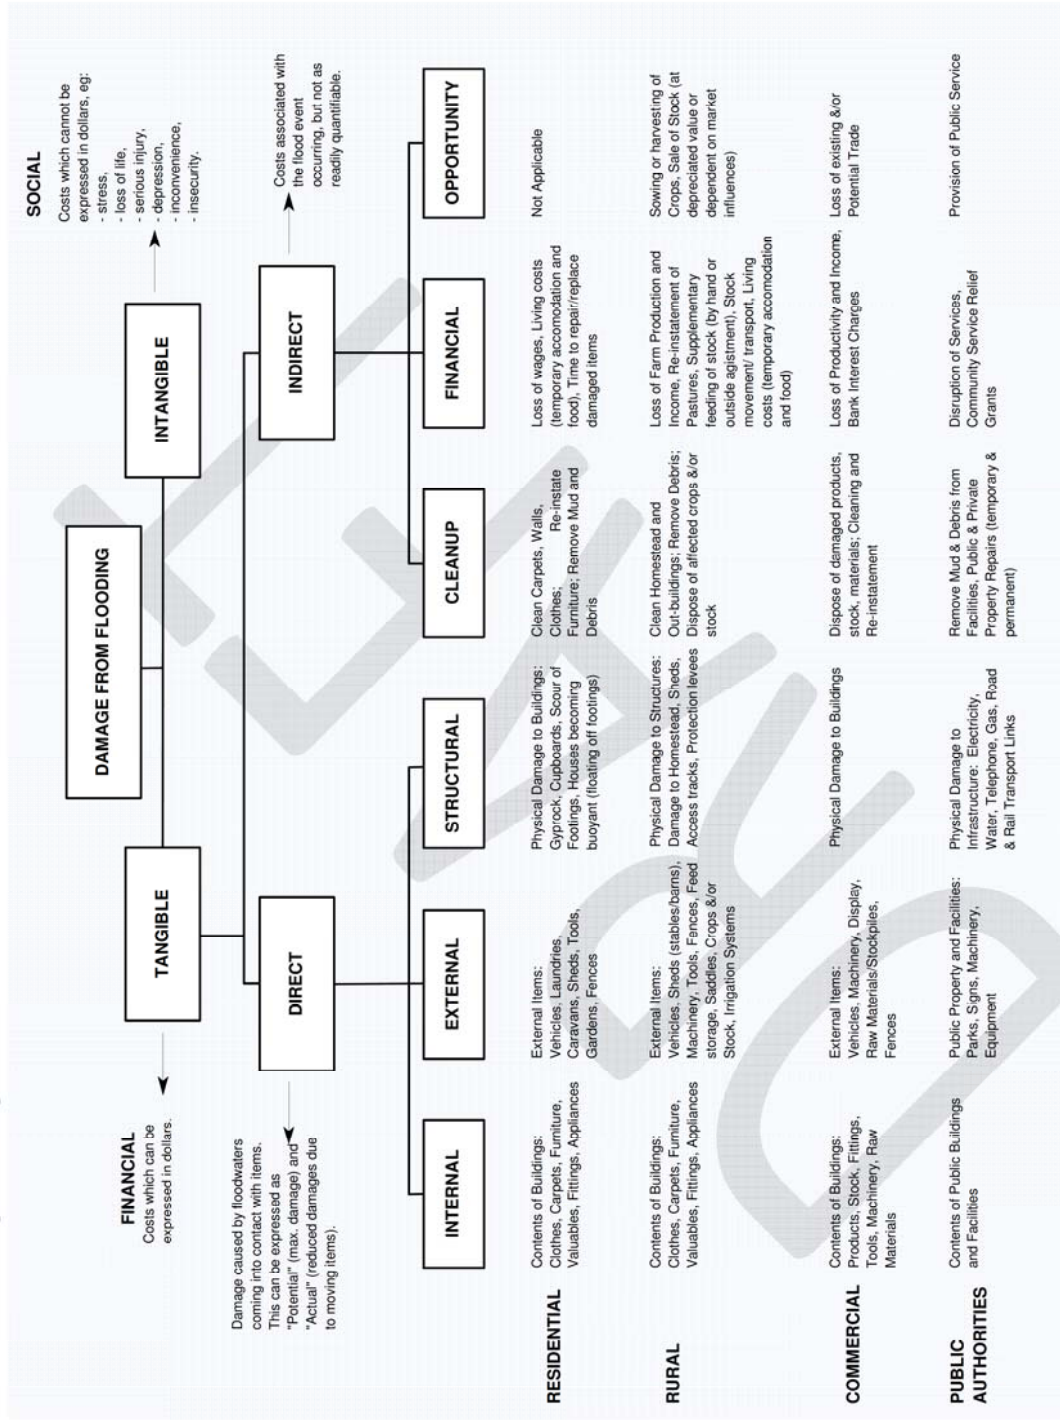 SOCIAL
Costs which cannot be
expressed in dollars, eg:
- stress,
- loss of life,
- serious injury,
- depression,
- inconvenience,
- insecurity.
FINANCIAL
Costs which can be
expressed in dollars.
DAMAGE FROM FLOODING
TANGIBLE
INTANGIBLE
Damage caused by floodwaters
coming into contact with items.
This can be expressed as
"Potential" (max. damage) and
"Actual" (reduced damages due
to moving items).
DIRECT
INDIRECT
Costs associated with
the flood event
occurring, but not as
readily quantifiable.
INTERNAL
EXTERNAL
STRUCTURAL
CLEANUP
FINANCIAL
OPPORTUNITY
RESIDENTIAL
Contents of Buildings:
Clothes, Carpets, Furniture,
Valuables, Fittings, Appliances
External Items:
Vehicles, Laundries,
Caravans, Sheds, Tools,
Gardens, Fences
Physical Damage to Buildings:
Gyprock, Cupboards, Scour of
Footings, Houses becoming
buoyant (floating off footings)
Clean Carpets, Walls,
Clothes; Re-instate
Furniture; Remove Mud and
Debris
Loss of wages, Living costs
(temporary accomodation and
food), Time to repair/replace
damaged items
Not Applicable
RURAL
Contents of Buildings:
Clothes, Carpets, Furniture,
Valuables, Fittings, Appliances
External Items:
Vehicles, Sheds (stables/barns),
Machinery, Tools, Fences, Feed
storage, Saddles, Crops &/or
Stock, Irrigation Systems
Physical Damage to Structures:
Damage to Homestead, Sheds,
Access tracks, Protection levees
Clean Homestead and
Out-buildings; Remove Debris;
Dispose of affected crops &/or
stock
Loss of Farm Production and
Income, Re-instatement of
Pastures, Supplementary
feeding of stock (by hand or
outside agistment), Stock
movement/ transport, Living
costs (temporary accomodation
and food)
Sowing or harvesting of
Crops, Sale of Stock (at
depreciated value or
dependent on market
influences)
COMMERCIAL
Contents of Buildings:
Products, Stock, Fittings,
Tools, Machinery, Raw
Materials
External Items:
Vehicles, Machinery, Display,
Raw Materials/Stockpiles,
Fences
Physical Damage to Buildings
Dispose of damaged products,
stock, materials; Cleaning and
Re-instatement
Loss of Productivity and Income,
Bank Interest Charges
Loss of existing &/or
Potential Trade
PUBLIC
AUTHORITIES
Contents of Public Buildings
and Facilities
Public Property and Facilities:
Parks, Signs, Machinery,
Equipment
Physical Damage to
Infrastructure: Electricity,
Water, Telephone, Gas, Road
& Rail Transport Links
Remove Mud & Debris from
Facilities, Public & Private
Property Repairs (temporary &
permanent)
Disruption of Services,
Community Service Relief
Grants
Provision of Public Service